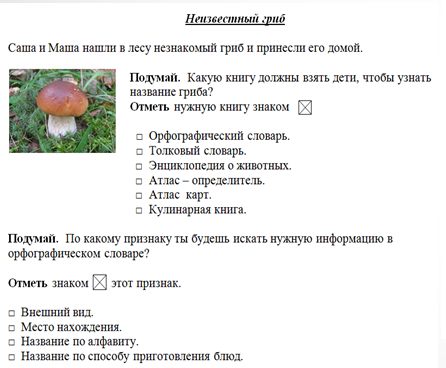 Неизвестный гриб
Саша и Маша нашли в лесу незнакомый гриб и принесли его домой.
Подумай. Какую книгу должны взять дети, чтобы узнать
название гриба?
Отметь нужную книгу знаком
Орфографический словарь.
Толковый словарь.
Энциклопедия о животных.
Атлас – определитель.
Атлас карт.
Кулинарная книга.
Подумай. По какому признаку ты будешь искать нужную информацию в
орфографическом словаре?
Отметь знаком этот признак.
Внешний вид.
Место нахождения.
Название по алфавиту.
Название по способу приготовления блюд.